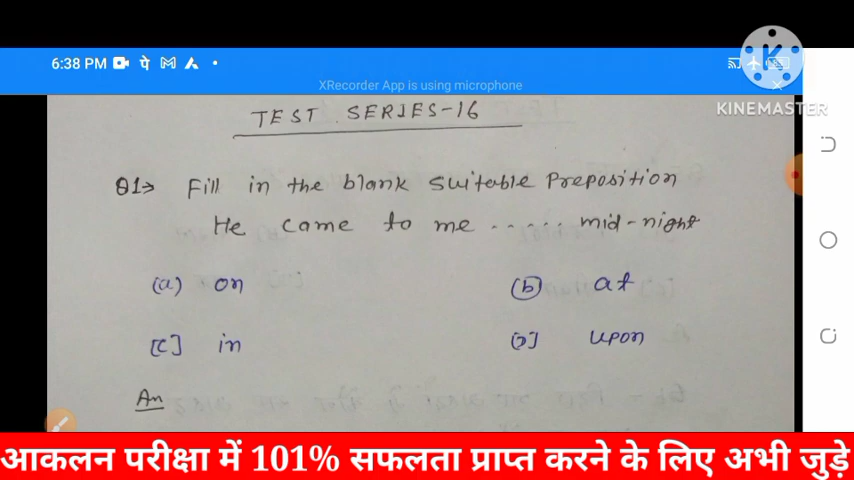 6:38 PM
XRecorder App is using microphone
KINEMASTER
TEST SERIES-16
Q1→ Fill in the blank suitable Preposition
He came to me ..... mid-night
(a) on
(b) at
[c] in
[D] upon
An
आकलन परीक्षा में 101% सफलता प्राप्त करने के लिए अभी जुड़े